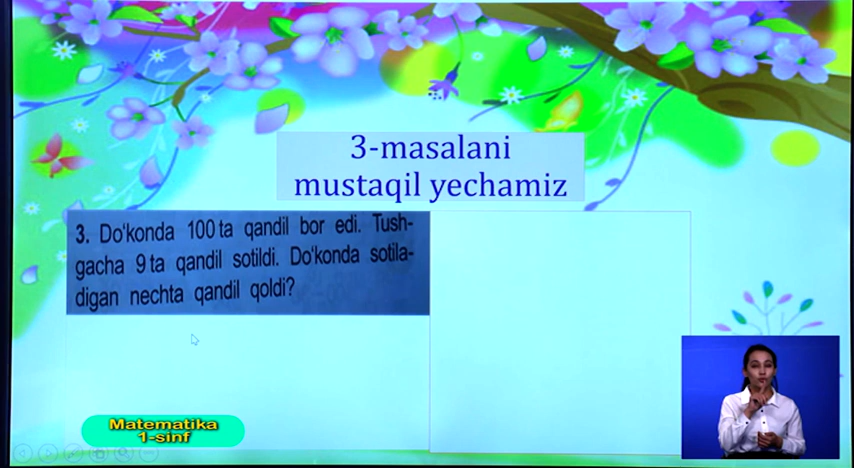 3-masalani
mustaqil yechamiz
3. Do'konda 100 ta qandil bor edi. Tush-
gacha 9 ta qandil sotildi. Do'konda sotila-
digan nechta qandil qoldi?
Matematika
1-sinf